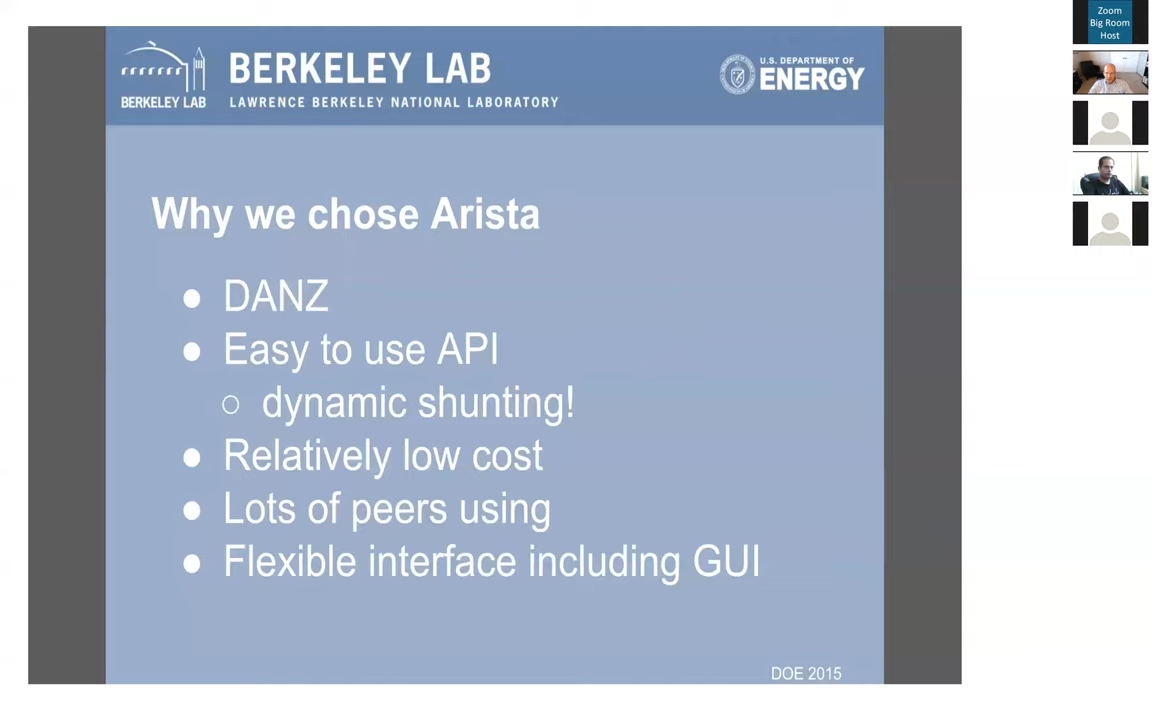 BERKELEY LAB
BERKELEY LAB
LAWRENCE BERKELEY NATIONAL LABORATORY
U.S. DEPARTMENT OF
ENERGY
Why we chose Arista
● DANZ
● Easy to use API
○ dynamic shunting!
● Relatively low cost
● Lots of peers using
● Flexible interface including GUI
DOE 2015
Zoom
Big Room
Host